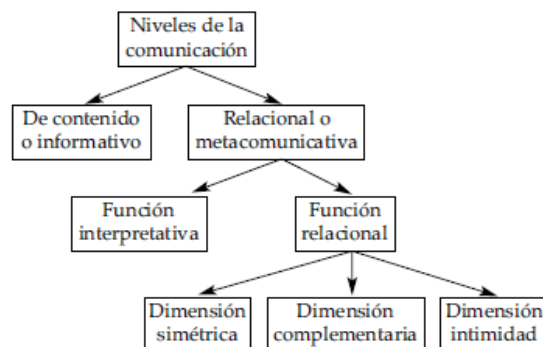 Niveles de la
comunicación
De contenido
o informativo
Relacional o
metacomunicativa
Función
interpretativa
Función
relacional
Dimensión
simétrica
Dimensión
complementaria
Dimensión
intimidad